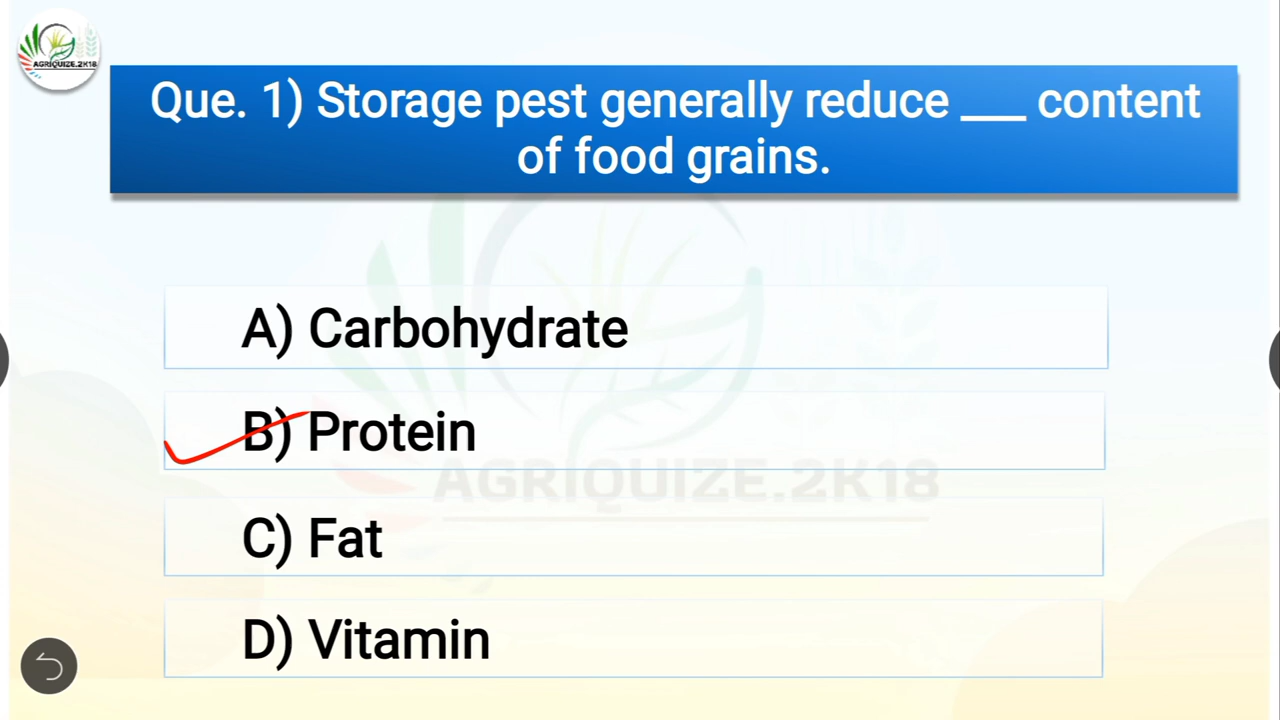 AGRIQUIZE.2K18
Que. 1) Storage pest generally reduce ___ content
of food grains.
A) Carbohydrate
B) Protein
AGRIQUIZE.2K18
C) Fat
D) Vitamin